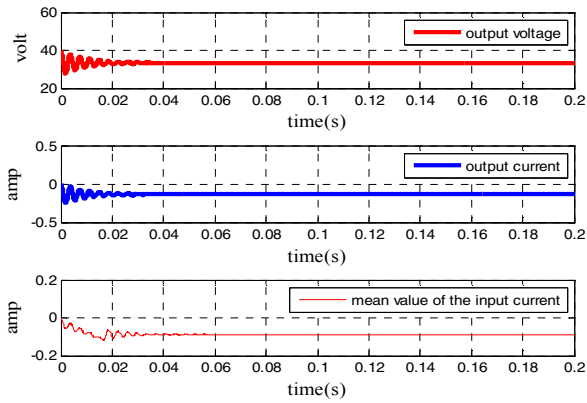 60
40
20
volt
output voltage
0 0.02 0.04 0.06 0.08 0.1 0.12 0.14 0.16 0.18 0.2
time(s)
0.5
0
-0.5
amp
output current
0 0.02 0.04 0.06 0.08 0.1 0.12 0.14 0.16 0.18 0.2
time(s)
0.2
0
-0.2
amp
mean value of the input current
0 0.02 0.04 0.06 0.08 0.1 0.12 0.14 0.16 0.18 0.2
time(s)